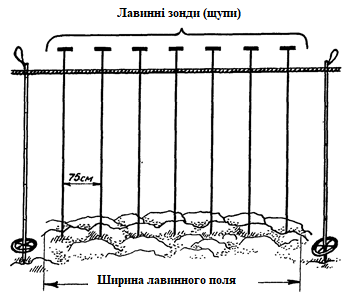 Лавинні зонди (щупи)
75см
Ширина лавинного поля